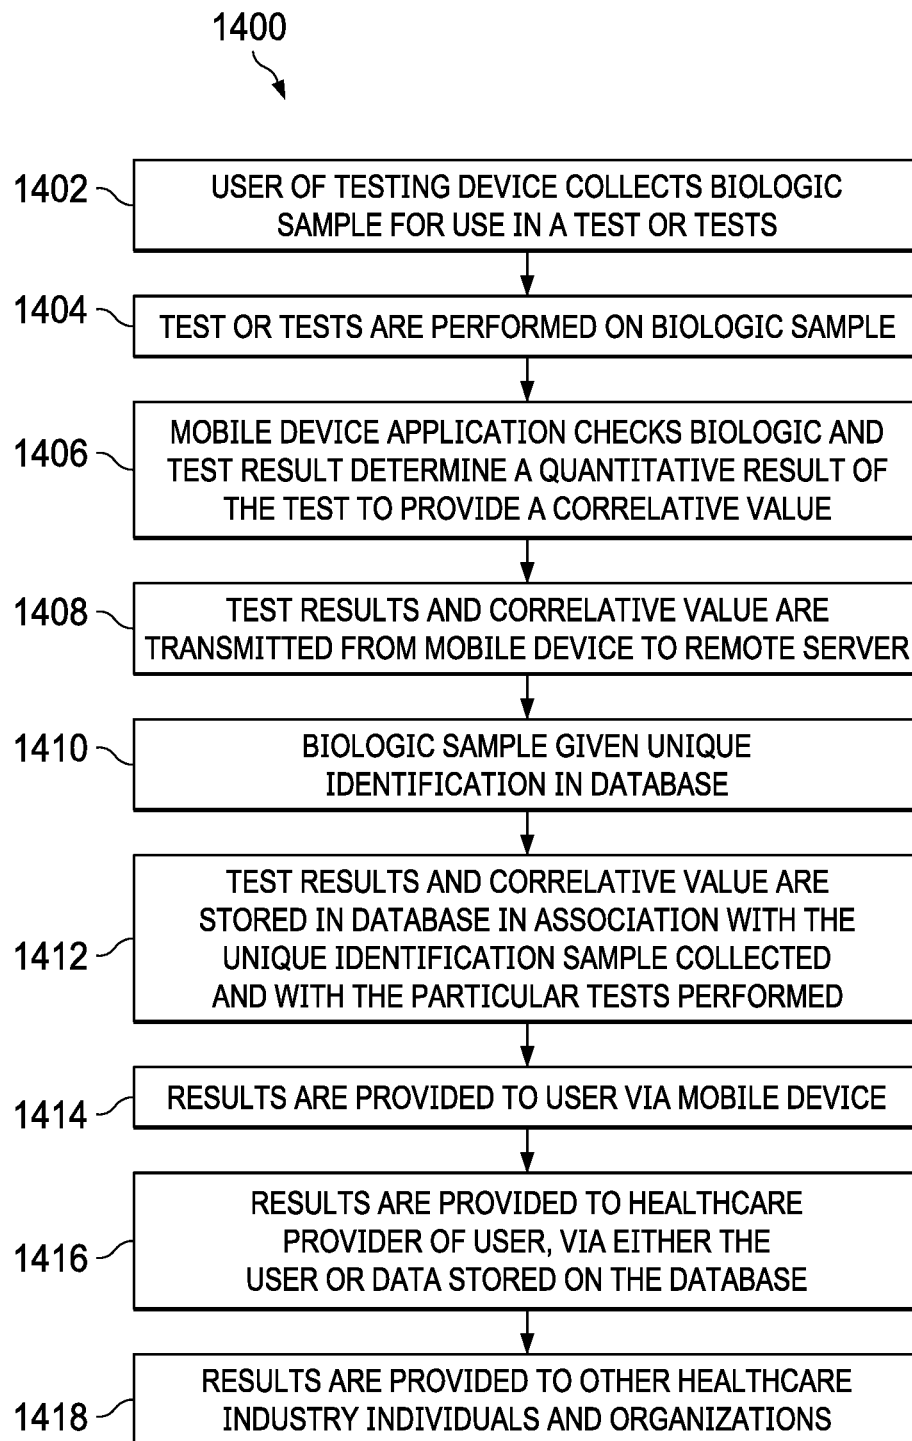 1400
1402
USER OF TESTING DEVICE COLLECTS BIOLOGIC
SAMPLE FOR USE IN A TEST OR TESTS
1404
TEST OR TESTS ARE PERFORMED ON BIOLOGIC SAMPLE
1406
MOBILE DEVICE APPLICATION CHECKS BIOLOGIC AND
TEST RESULT DETERMINE A QUANTITATIVE RESULT OF
THE TEST TO PROVIDE A CORRELATIVE VALUE
1408
TEST RESULTS AND CORRELATIVE VALUE ARE
TRANSMITTED FROM MOBILE DEVICE TO REMOTE SERVER
1410
BIOLOGIC SAMPLE GIVEN UNIQUE
IDENTIFICATION IN DATABASE
1412
TEST RESULTS AND CORRELATIVE VALUE ARE
STORED IN DATABASE IN ASSOCIATION WITH THE
UNIQUE IDENTIFICATION SAMPLE COLLECTED
AND WITH THE PARTICULAR TESTS PERFORMED
1414
RESULTS ARE PROVIDED TO USER VIA MOBILE DEVICE
1416
RESULTS ARE PROVIDED TO HEALTHCARE
PROVIDER OF USER, VIA EITHER THE
USER OR DATA STORED ON THE DATABASE
1418
RESULTS ARE PROVIDED TO OTHER HEALTHCARE
INDUSTRY INDIVIDUALS AND ORGANIZATIONS